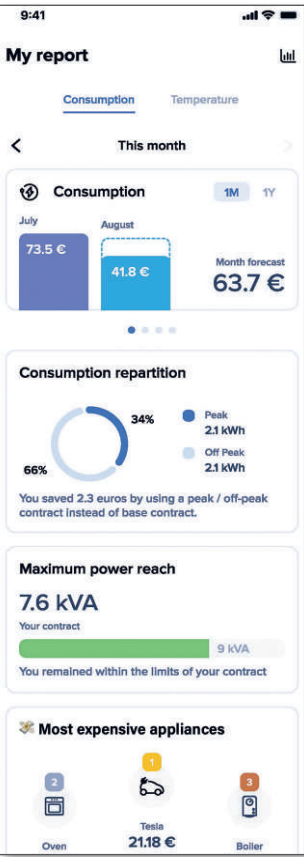 9:41
My report
Consumption Temperature
This month
Consumption 1M 1Y
July
August
73.5 €
41.8 €
Month forecast
63.7 €
Consumption repartition
34%
Peak
2.1 kWh
Off Peak
2.1 kWh
66%
You saved 2.3 euros by using a peak / off-peak
contract instead of base contract.
Maximum power reach
7.6 kVA
Your contract
9 kVA
You remained within the limits of your contract
Most expensive appliances
1
2
3
Tesla
Oven 21.18 € Boiler